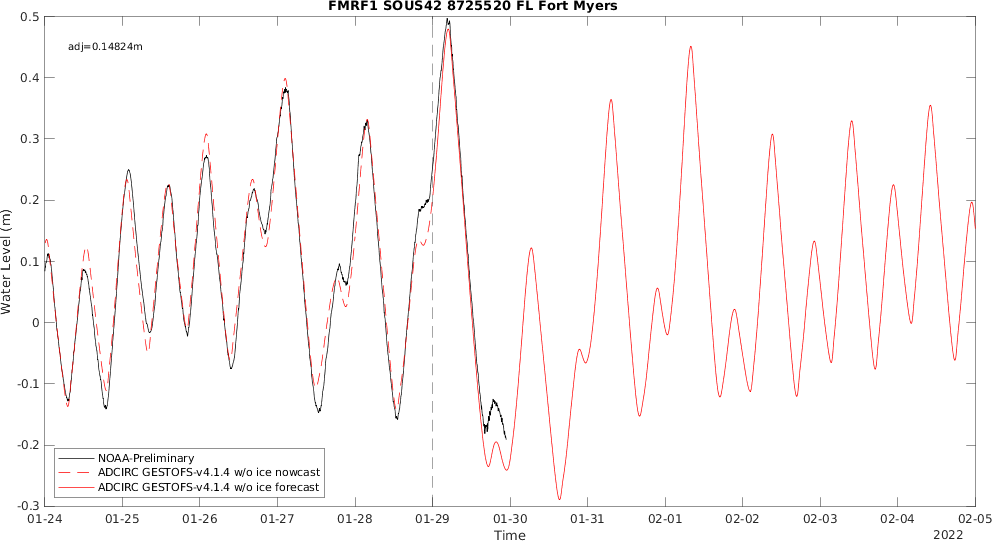 FMRF1 SOUS42 8725520 FL Fort Myers
adj=0.14824m
0.5
0.4
0.3
0.2
0.1
0
-0.1
-0.2
-0.3
Water Level (m)
NOAA-Preliminary
ADCIRC GESTOFS-v4.1.4 w/o ice nowcast
ADCIRC GESTOFS-v4.1.4 w/o ice forecast
01-24 01-25 01-26 01-27 01-28 01-29 01-30 01-31 02-01 02-02 02-03 02-04 02-05
Time
2022